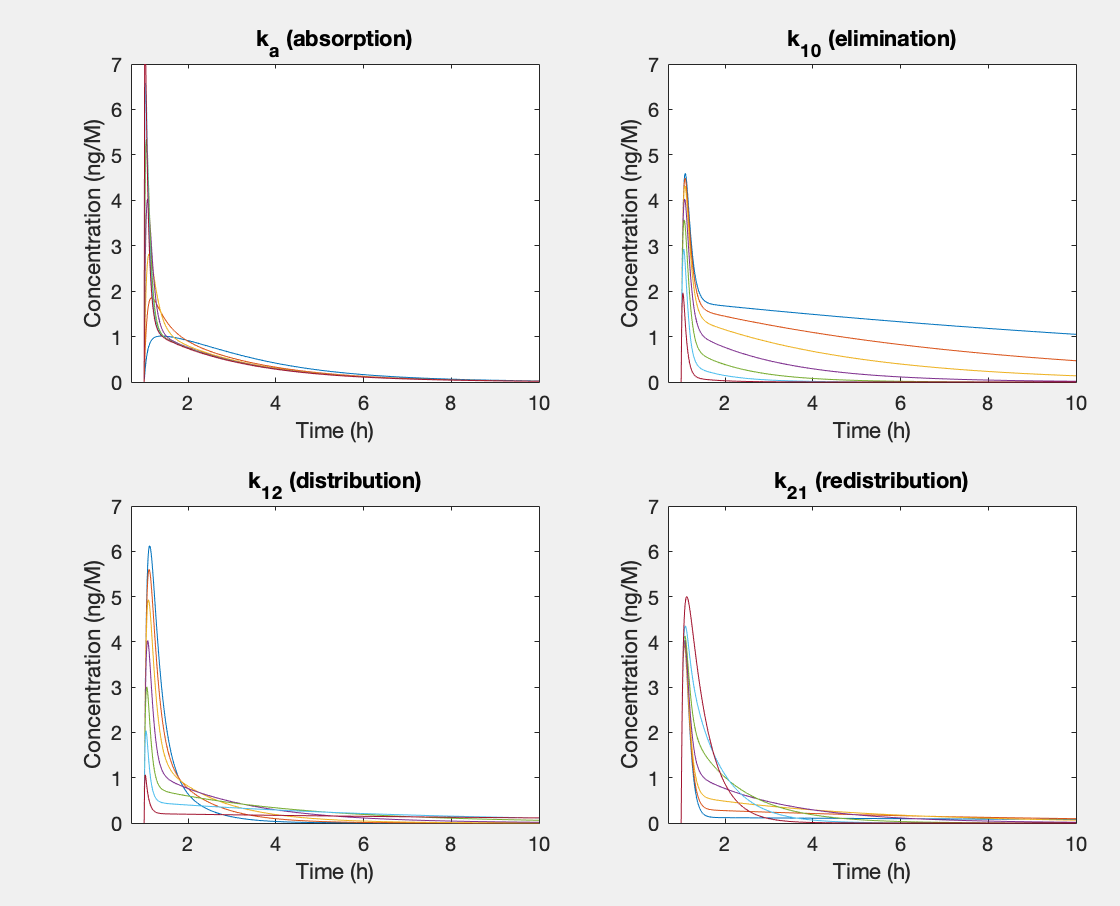 k_a (absorption)
7
6
5
4
3
2
1
0
Concentration (ng/M)
2 4 6 8 10
Time (h)
k_10 (elimination)
7
6
5
4
3
2
1
0
Concentration (ng/M)
2 4 6 8 10
Time (h)
k_12 (distribution)
7
6
5
4
3
2
1
0
Concentration (ng/M)
2 4 6 8 10
Time (h)
k_21 (redistribution)
7
6
5
4
3
2
1
0
Concentration (ng/M)
2 4 6 8 10
Time (h)